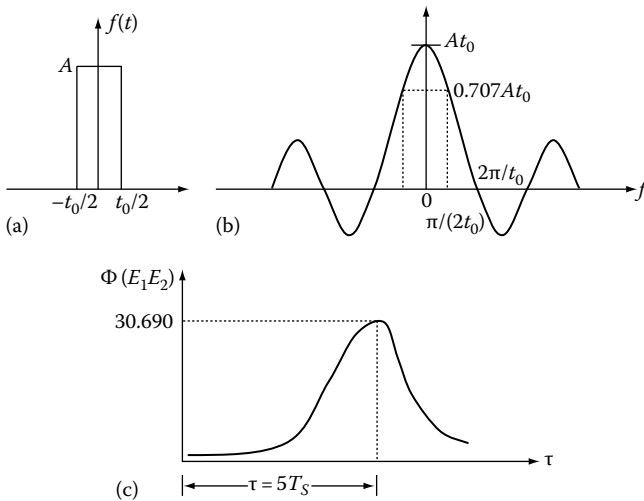 f(t)
A
−t₀/2
t₀/2
(a)
At₀
0.707At₀
2π/t₀
0
π/(2t₀)
f
(b)
Φ (E₁E₂)
30.690
τ
τ = 5Tₛ
(c)